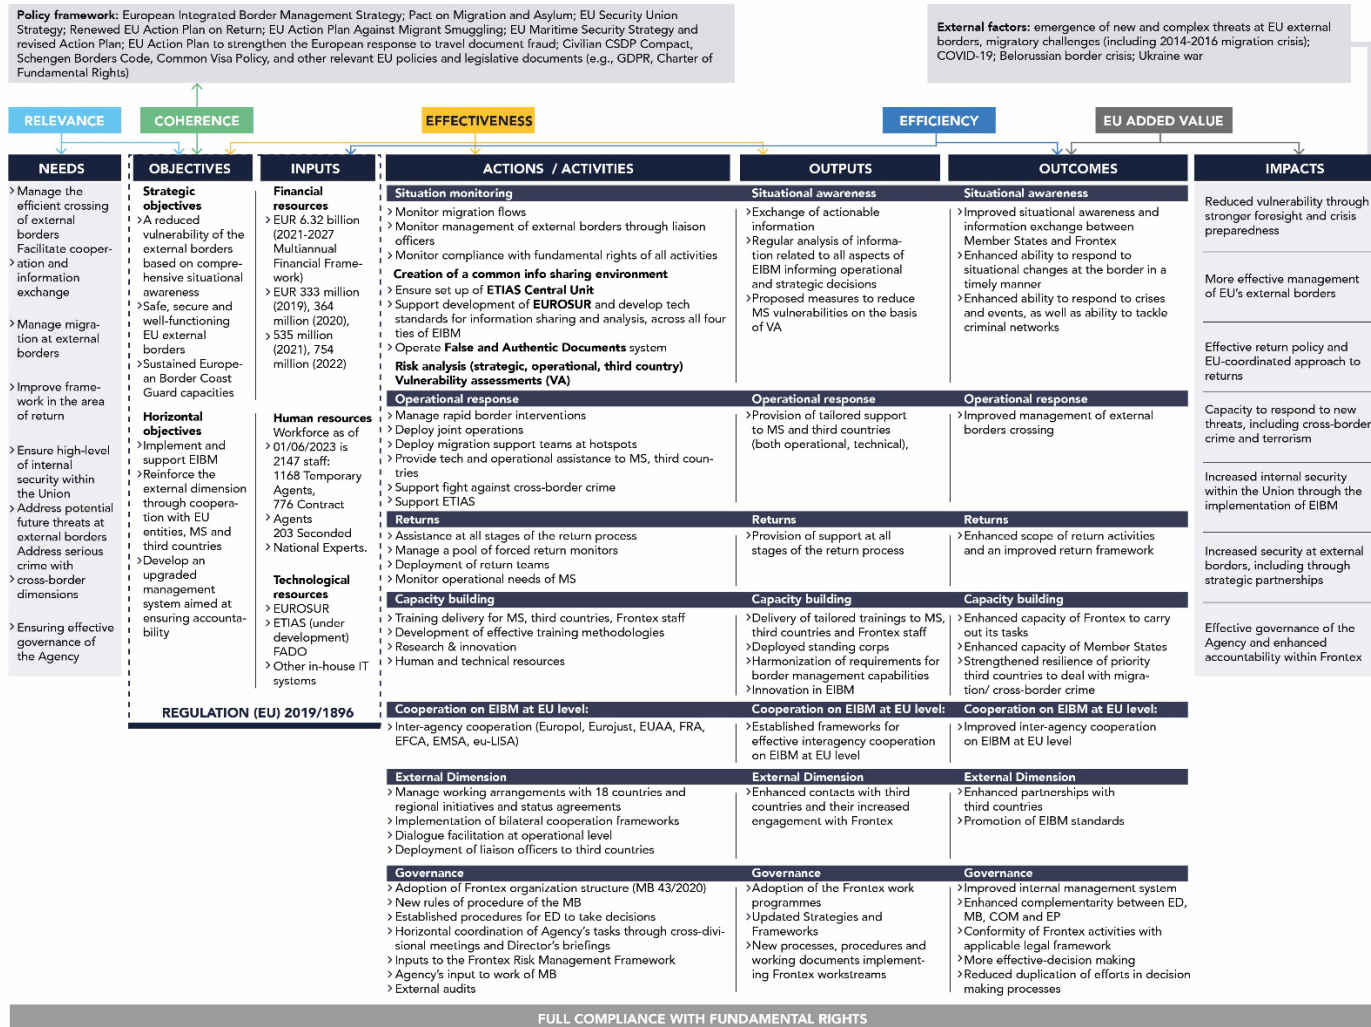 Policy framework: European Integrated Border Management Strategy; Pact on Migration and Asylum; EU Security Union
Strategy; Renewed EU Action Plan on Return; EU Action Plan Against Migrant Smuggling; EU Maritime Security Strategy and
revised Action Plan; EU Action Plan to strengthen the European response to travel document fraud; Civilian CSDP Compact,
Schengen Borders Code, Common Visa Policy, and other relevant EU policies and legislative documents (e.g., GDPR, Charter of
Fundamental Rights)
External factors: emergence of new and complex threats at EU external
borders, migratory challenges (including 2014-2016 migration crisis);
COVID-19; Belorussian border crisis; Ukraine war
RELEVANCE
COHERENCE
EFFECTIVENESS
EFFICIENCY
EU ADDED VALUE
NEEDS
› Manage the
efficient crossing
of external
borders
Facilitate cooper-
› ation and
information
exchange
› Manage migra-
tion at external
borders
› Improve frame-
work in the area
of return
› Ensure high-level
of internal
security within
the Union
› Address potential
future threats at
external borders
Address serious
crime with
› cross-border
dimensions
› Ensuring effective
governance of
the Agency
OBJECTIVES
Strategic
objectives
› A reduced
vulnerability of the
external borders
based on compre-
hensive situational
awareness
› Safe, secure and
well-functioning
EU external
borders
› Sustained Europe-
an Border Coast
Guard capacities
Horizontal
objectives
› Implement and
support EIBM
› Reinforce the
external dimension
through coopera-
tion with EU
entities, MS and
third countries
› Develop an
upgraded
management
system aimed at
ensuring accounta-
bility
INPUTS
Financial
resources
› EUR 6.32 billion
(2021-2027
Multiannual
Financial Frame-
work)
› EUR 333 million
(2019), 364
million (2020),
› 535 million
(2021), 754
million (2022)
Human resources
Workforce as of
› 01/06/2023 is
2147 staff:
1168 Temporary
Agents,
776 Contract
› Agents
203 Seconded
› National Experts.
Technological
resources
› EUROSUR
› ETIAS (under
development)
FADO
› Other in-house IT
systems
REGULATION (EU) 2019/1896
ACTIONS / ACTIVITIES
Situation monitoring
› Monitor migration flows
› Monitor management of external borders through liaison
officers
› Monitor compliance with fundamental rights of all activities
Creation of a common info sharing environment
› Ensure set up of ETIAS Central Unit
› Support development of EUROSUR and develop tech
standards for information sharing and analysis, across all four
ties of EIBM
› Operate False and Authentic Documents system
Risk analysis (strategic, operational, third country)
Vulnerability assessments (VA)
Operational response
› Manage rapid border interventions
› Deploy joint operations
› Deploy migration support teams at hotspots
› Provide tech and operational assistance to MS, third coun-
tries
› Support fight against cross-border crime
› Support ETIAS
Returns
› Assistance at all stages of the return process
› Manage a pool of forced return monitors
› Deployment of return teams
› Monitor operational needs of MS
Capacity building
› Training delivery for MS, third countries, Frontex staff
› Development of effective training methodologies
› Research & innovation
› Human and technical resources
Cooperation on EIBM at EU level:
› Inter-agency cooperation (Europol, Eurojust, EUAA, FRA,
EFCA, EMSA, eu-LISA)
External Dimension
› Manage working arrangements with 18 countries and
regional initiatives and status agreements
› Implementation of bilateral cooperation frameworks
› Dialogue facilitation at operational level
› Deployment of liaison officers to third countries
Governance
› Adoption of Frontex organization structure (MB 43/2020)
› New rules of procedure of the MB
› Established procedures for ED to take decisions
› Horizontal coordination of Agency's tasks through cross-divi-
sional meetings and Director's briefings
› Inputs to the Frontex Risk Management Framework
› Agency's input to work of MB
› External audits
OUTPUTS
Situational awareness
› Exchange of actionable
information
› Regular analysis of informa-
tion related to all aspects of
EIBM informing operational
and strategic decisions
› Proposed measures to reduce
MS vulnerabilities on the basis
of VA
Operational response
› Provision of tailored support
to MS and third countries
(both operational, technical),
Returns
› Provision of support at all
stages of the return process
Capacity building
› Delivery of tailored trainings to MS,
third countries and Frontex staff
› Deployed standing corps
› Harmonization of requirements for
border management capabilities
› Innovation in EIBM
Cooperation on EIBM at EU level:
› Established frameworks for
effective interagency cooperation
on EIBM at EU level
External Dimension
› Enhanced contacts with third
countries and their increased
engagement with Frontex
Governance
› Adoption of the Frontex work
programmes
› Updated Strategies and
Frameworks
› New processes, procedures and
working documents implement-
ing Frontex workstreams
OUTCOMES
Situational awareness
› Improved situational awareness and
information exchange between
Member States and Frontex
› Enhanced ability to respond to
situational changes at the border in a
timely manner
› Enhanced ability to respond to crises
and events, as well as ability to tackle
criminal networks
Operational response
› Improved management of external
borders crossing
Returns
› Enhanced scope of return activities
and an improved return framework
Capacity building
› Enhanced capacity of Frontex to carry
out its tasks
› Enhanced capacity of Member States
› Strengthened resilience of priority
third countries to deal with migra-
tion/ cross-border crime
Cooperation on EIBM at EU level:
› Improved inter-agency cooperation
on EIBM at EU level
External Dimension
› Enhanced partnerships with
third countries
› Promotion of EIBM standards
Governance
› Improved internal management system
› Enhanced complementarity between ED,
MB, COM and EP
› Conformity of Frontex activities with
applicable legal framework
› More effective-decision making
› Reduced duplication of efforts in decision
making processes
IMPACTS
Reduced vulnerability through
stronger foresight and crisis
preparedness
More effective management
of EU's external borders
Effective return policy and
EU-coordinated approach to
returns
Capacity to respond to new
threats, including cross-border
crime and terrorism
Increased internal security
within the Union through the
implementation of EIBM
Increased security at external
borders, including through
strategic partnerships
Effective governance of the
Agency and enhanced
accountability within Frontex
FULL COMPLIANCE WITH FUNDAMENTAL RIGHTS